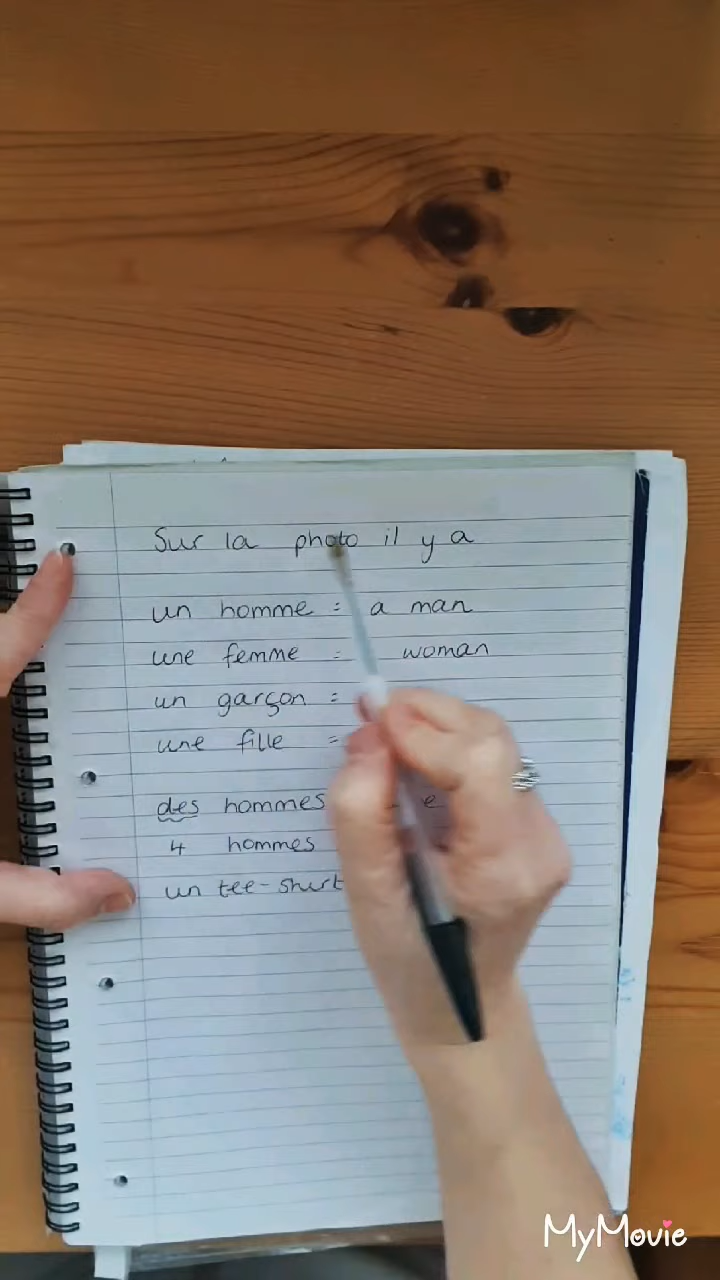 Sur la photo il y a
un homme = a man
une femme = woman
un garçon =
une fille =
des hommes
4 hommes
un tee-shirt
MyMovie